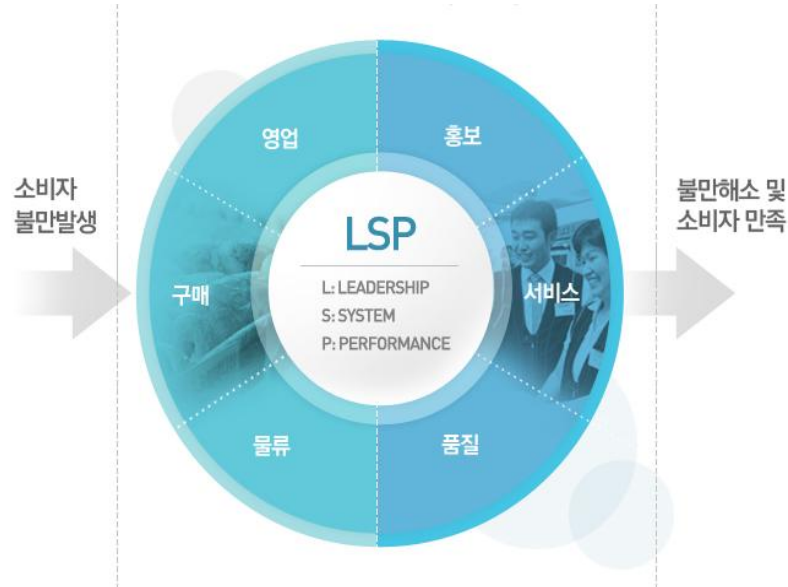 영업
홍보
소비자
불만발생
불만해소 및
소비자 만족
LSP
구매
서비스
L: LEADERSHIP
S: SYSTEM
P: PERFORMANCE
물류
품질